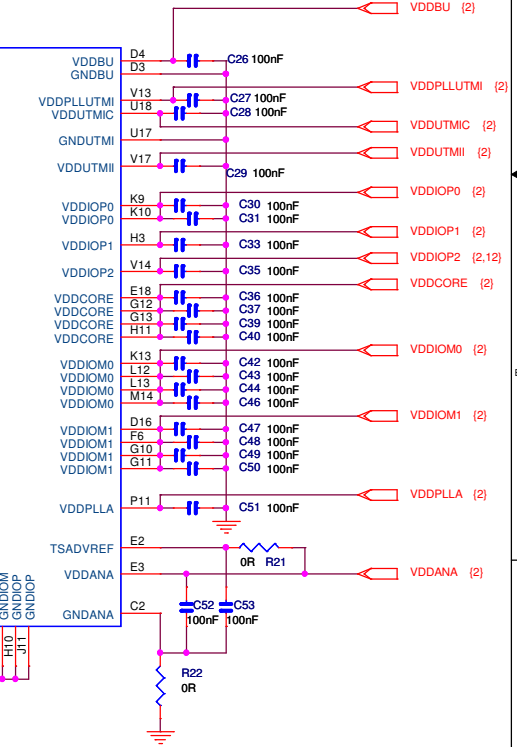 VDDBU {2}
VDDBU D4 C26 100nF
GNDBU D3
VDDPLLUTMI {2}
VDDPLLUTMI V13 C27 100nF
VDDUTMIC U18 C28 100nF
VDDUTMIC {2}
GNDUTMI U17
VDDUTMII {2}
VDDUTMII V17
C29 100nF
VDDIOP0 {2}
VDDIOP0 K9 C30 100nF
VDDIOP0 K10 C31 100nF
VDDIOP1 {2}
VDDIOP1 H3 C33 100nF
VDDIOP2 {2,12}
VDDIOP2 V14 C35 100nF
VDDCORE {2}
VDDCORE E18 C36 100nF
VDDCORE G12 C37 100nF
VDDCORE G13 C39 100nF
VDDCORE H11 C40 100nF
VDDIOM0 {2}
VDDIOM0 K13 C42 100nF
VDDIOM0 L12 C43 100nF
VDDIOM0 L13 C44 100nF
VDDIOM0 M14 C46 100nF
VDDIOM1 {2}
VDDIOM1 D16 C47 100nF
VDDIOM1 F6 C48 100nF
VDDIOM1 G10 C49 100nF
VDDIOM1 G11 C50 100nF
VDDPLLA {2}
VDDPLLA P11 C51 100nF
TSADVREF E2
0R R21
VDDANA E3
VDDANA {2}
GNDANA C2
C52 C53
100nF 100nF
GNDIOM
GNDIOP
GNDIOP
H10
J11
R22
0R